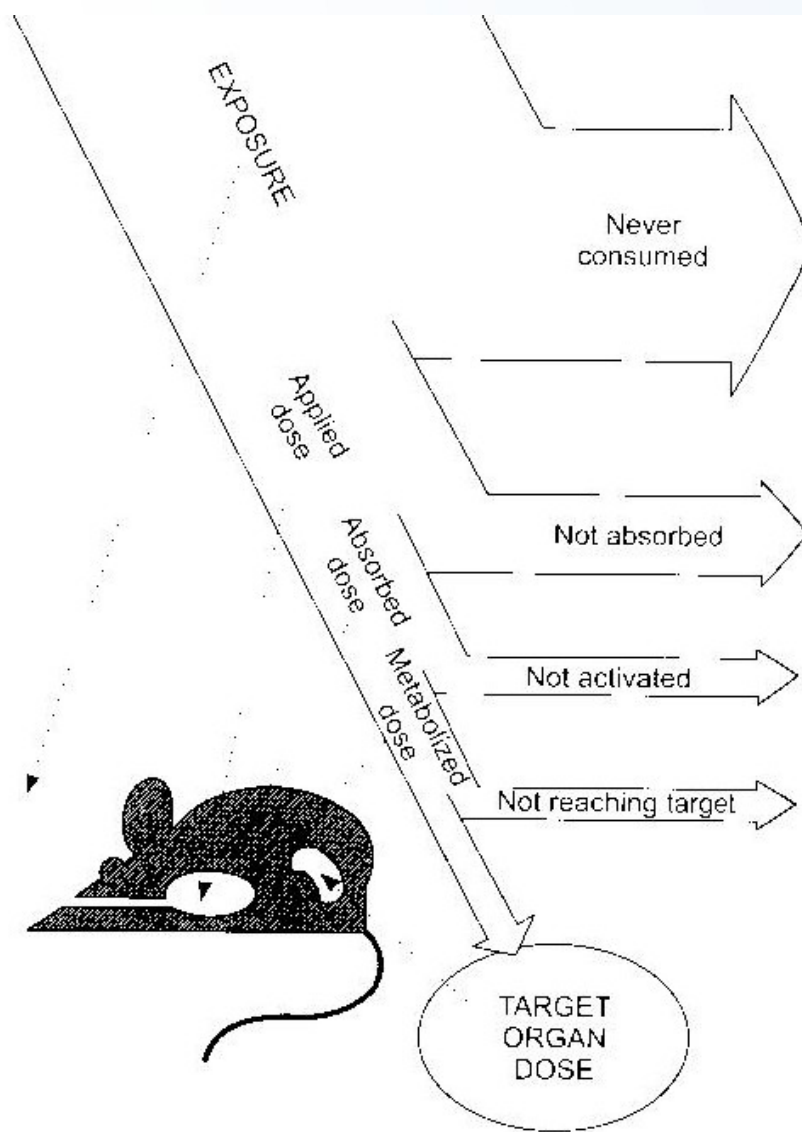 EXPOSURE
Never
consumed
Applied
dose
Not absorbed
Absorbed
dose
Not activated
Metabolized
dose
Not reaching target
TARGET
ORGAN
DOSE